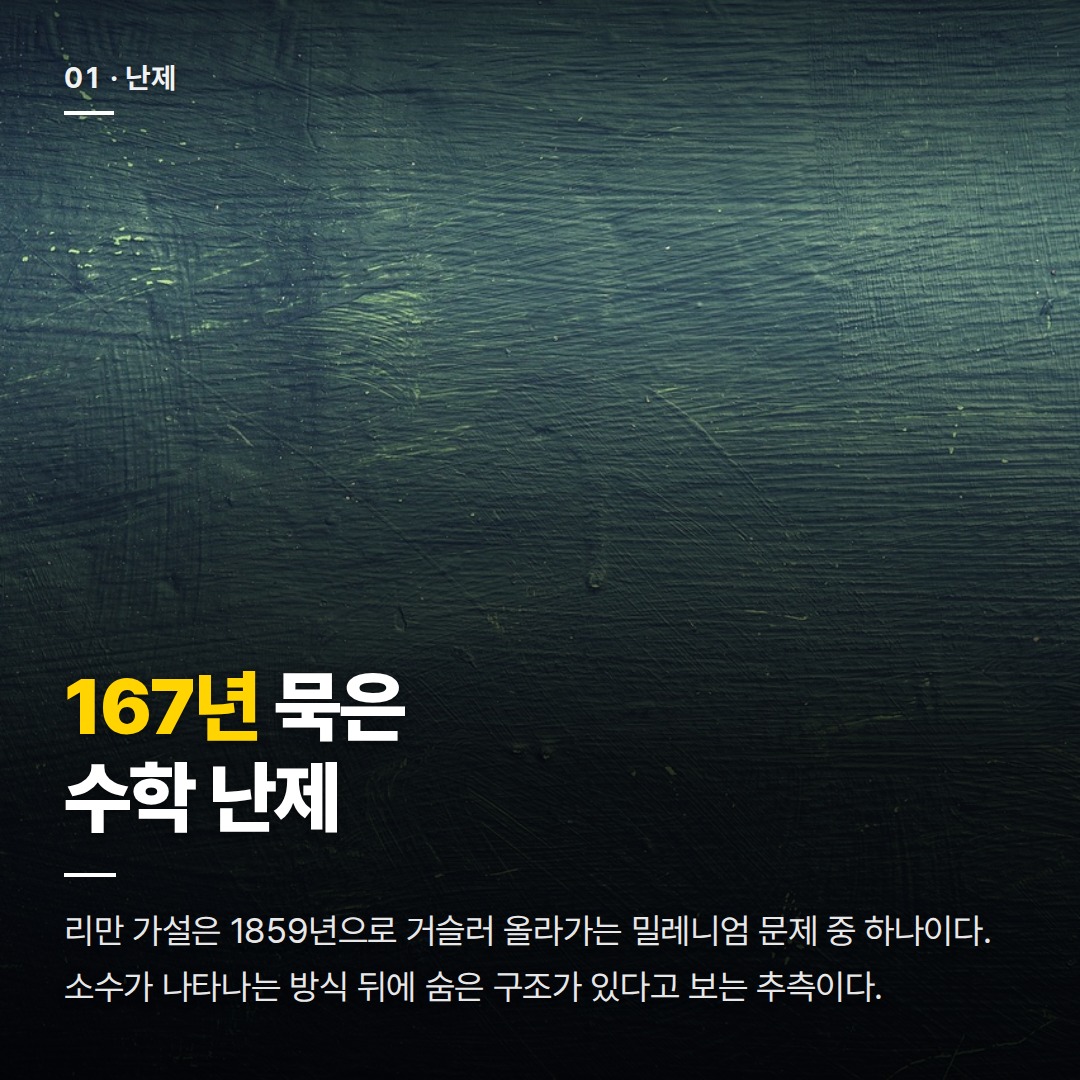 01 · 난제
167년 묵은
수학 난제
리만 가설은 1859년으로 거슬러 올라가는 밀레니엄 문제 중 하나이다.
소수가 나타나는 방식 뒤에 숨은 구조가 있다고 보는 추측이다.